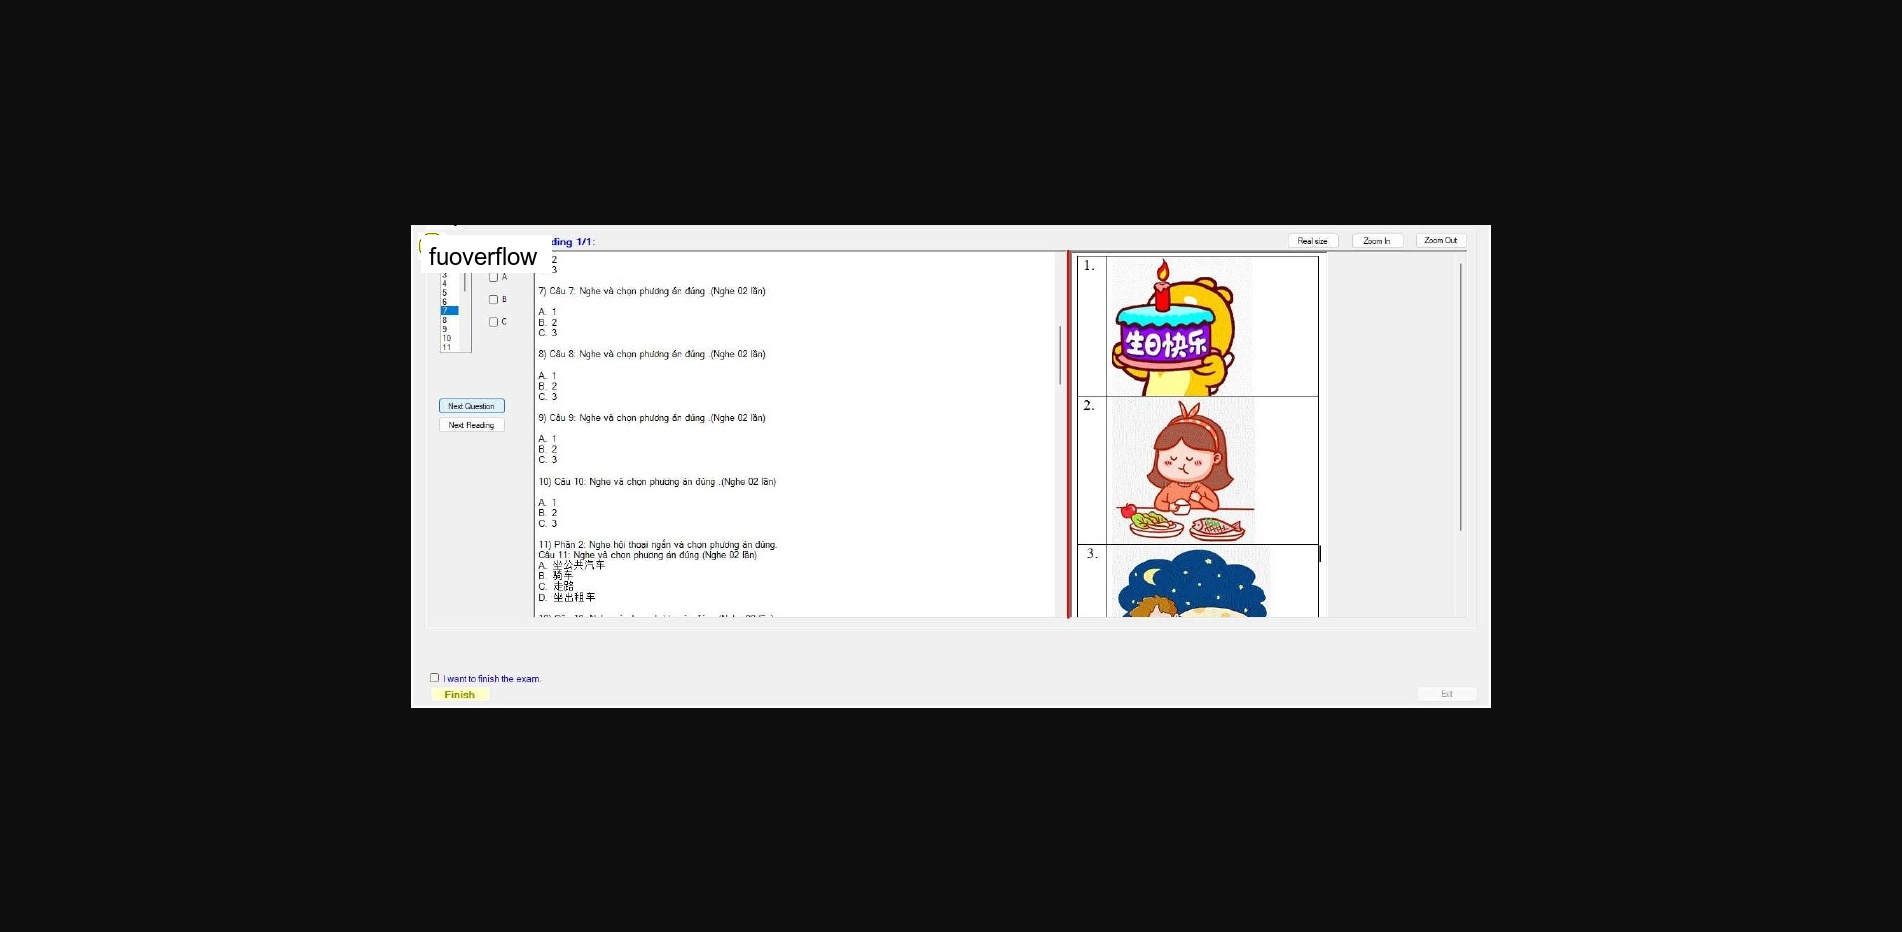 ding 1/1:
Real size
Zoom In
Zoom Out
fuoverflow
3
4
5
6
7
8
9
10
11
A
B
C
Next Question
Next Reading
2
3
7) Câu 7: Nghe và chọn phương án đúng .(Nghe 02 lần)
A. 1
B. 2
C. 3
8) Câu 8: Nghe và chọn phương án đúng .(Nghe 02 lần)
A. 1
B. 2
C. 3
9) Câu 9: Nghe và chọn phương án đúng .(Nghe 02 lần)
A. 1
B. 2
C. 3
10) Câu 10: Nghe và chọn phương án đúng .(Nghe 02 lần)
A. 1
B. 2
C. 3
11) Phần 2: Nghe hội thoại ngắn và chọn phương án đúng.
Câu 11: Nghe và chọn phương án đúng (Nghe 02 lần)
A. 坐公共汽车
B. 骑车
C. 走路
D. 坐出租车
1.
生日快乐
2.
3.
I want to finish the exam.
Finish
Exit